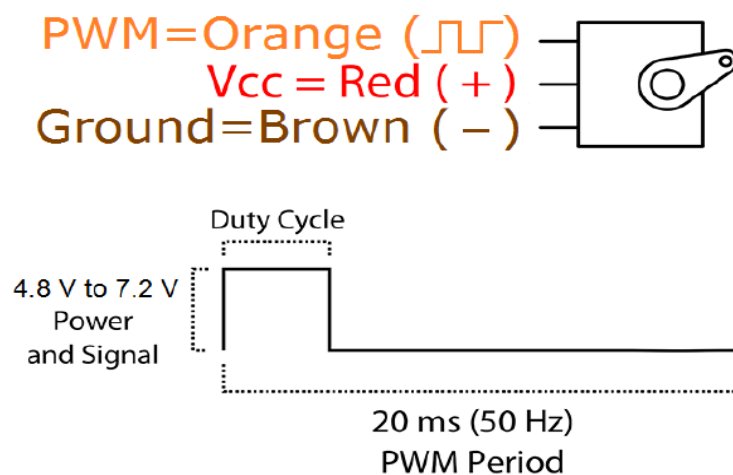 PWM=Orange (⎍⎍)
Vcc = Red ( + )
Ground=Brown ( − )
Duty Cycle
4.8 V to 7.2 V
Power
and Signal
20 ms (50 Hz)
PWM Period